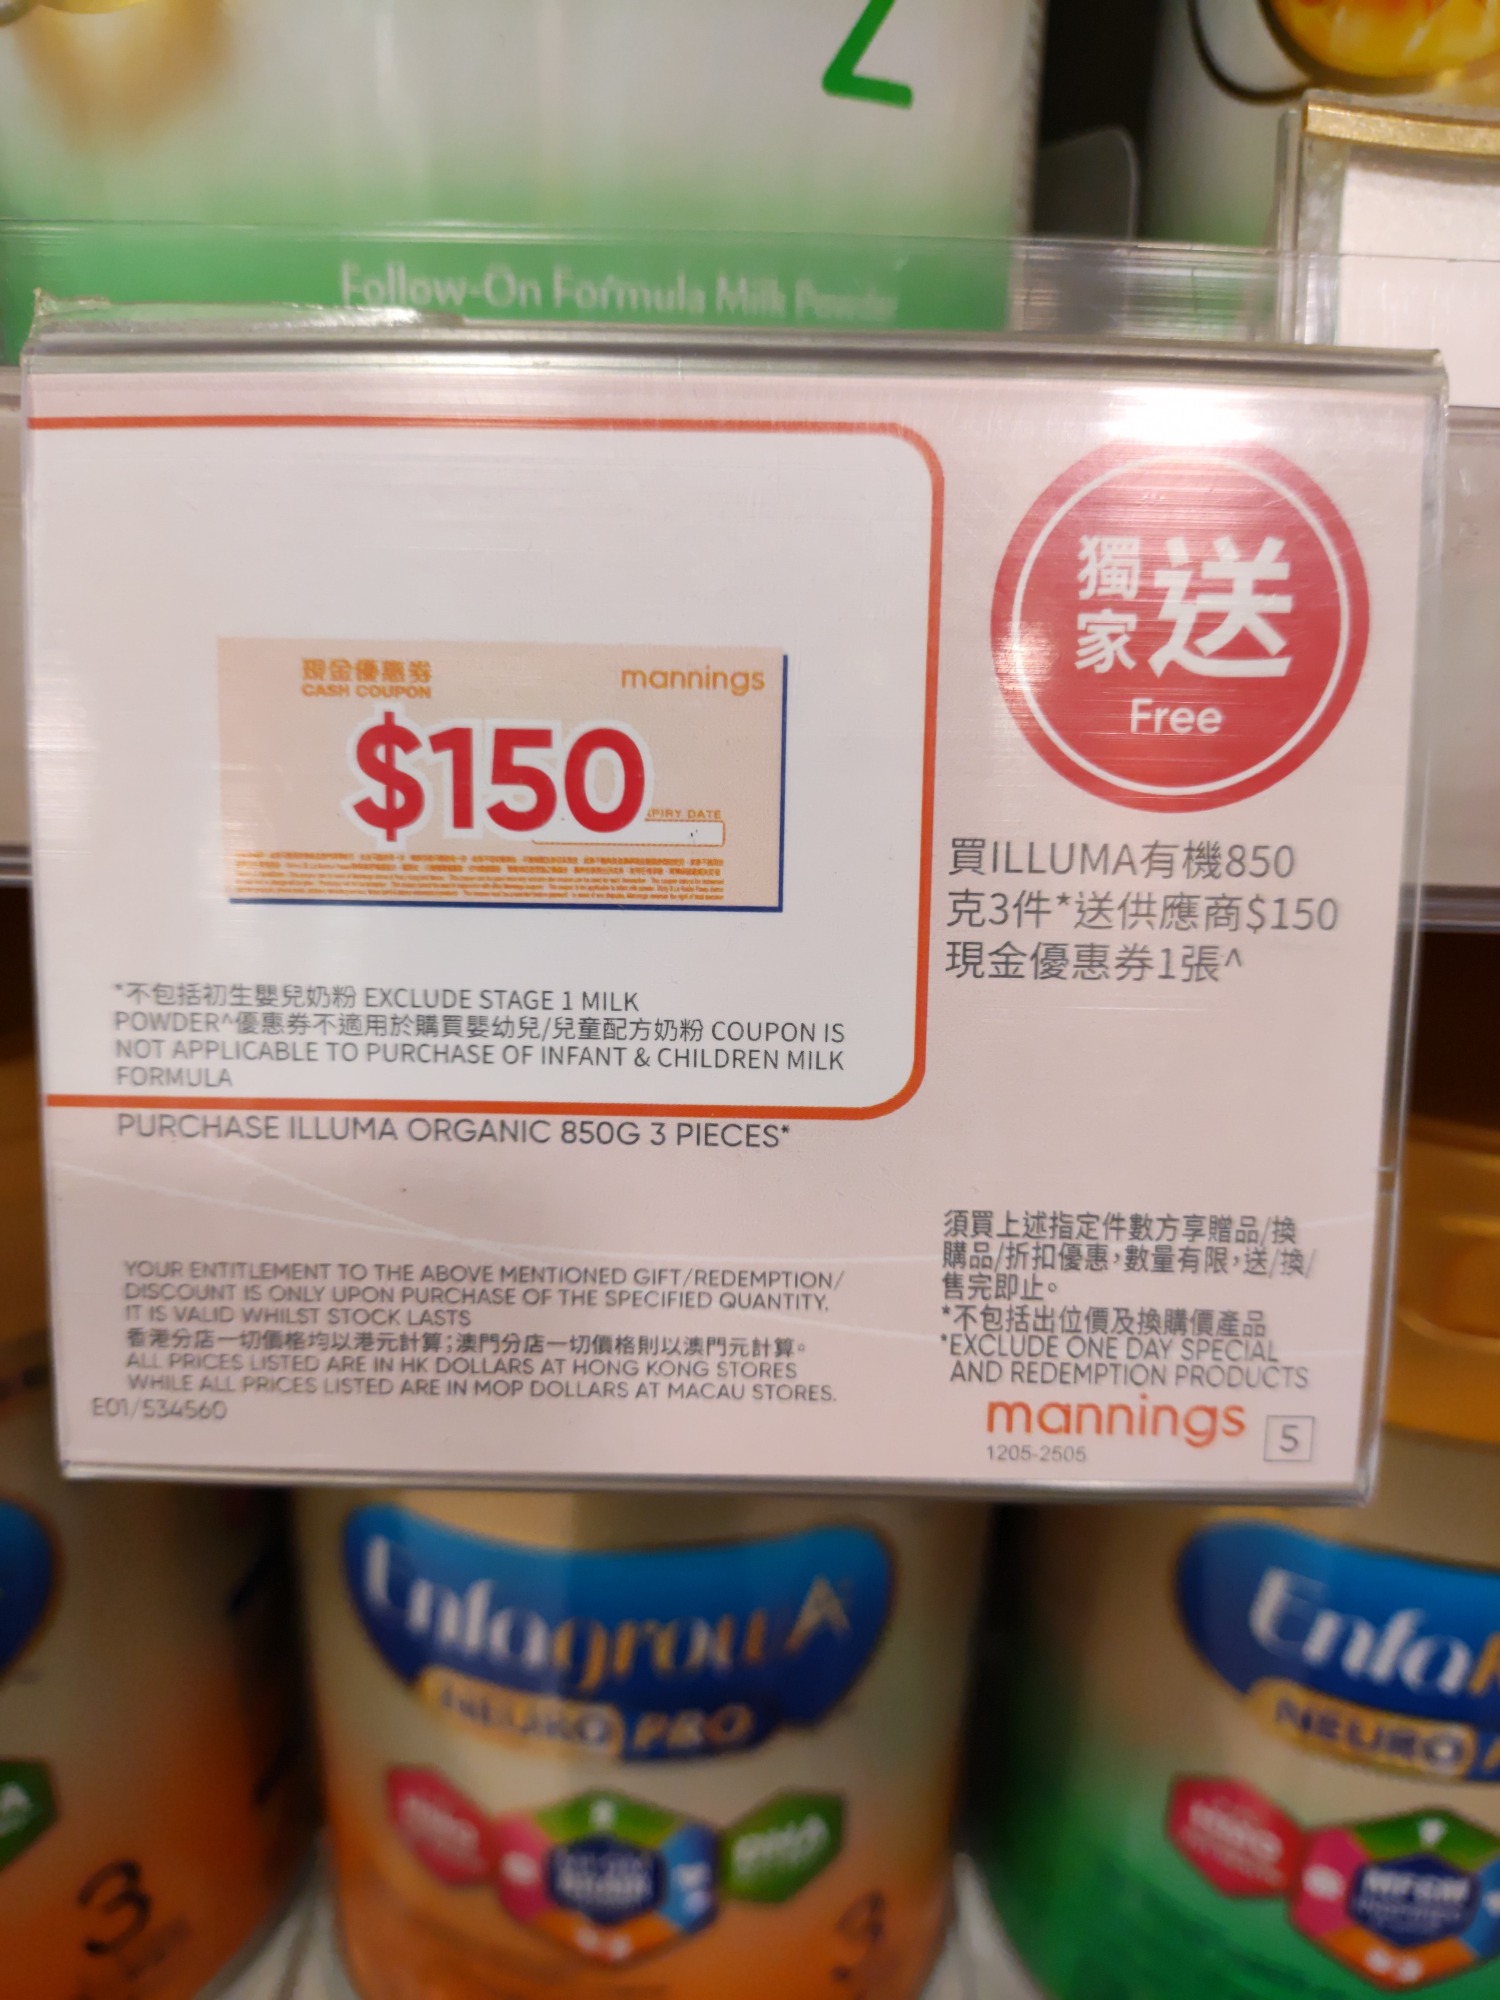 2
Follow-On Formula Milk Powder
獨家 送
Free
現金優惠券
CASH COUPON
mannings
$150
PIRY DATE
買ILLUMA有機850
克3件*送供應商$150
現金優惠券1張^
*不包括初生嬰兒奶粉 EXCLUDE STAGE 1 MILK
POWDER^優惠券不適用於購買嬰幼兒/兒童配方奶粉 COUPON IS
NOT APPLICABLE TO PURCHASE OF INFANT & CHILDREN MILK
FORMULA
PURCHASE ILLUMA ORGANIC 850G 3 PIECES*
YOUR ENTITLEMENT TO THE ABOVE MENTIONED GIFT/REDEMPTION/
DISCOUNT IS ONLY UPON PURCHASE OF THE SPECIFIED QUANTITY.
IT IS VALID WHILST STOCK LASTS
香港分店一切價格均以港元計算;澳門分店一切價格則以澳門元計算。
ALL PRICES LISTED ARE IN HK DOLLARS AT HONG KONG STORES
WHILE ALL PRICES LISTED ARE IN MOP DOLLARS AT MACAU STORES.
E01/534560
須買上述指定件數方享贈品/換
購品/折扣優惠,數量有限,送/換/
售完即止。
*不包括出位價及換購價產品
*EXCLUDE ONE DAY SPECIAL
AND REDEMPTION PRODUCTS
mannings 5
1205-2505
Enfagrow A+
NEURO PRO
3
3
Enfa
NEURO
MFGM